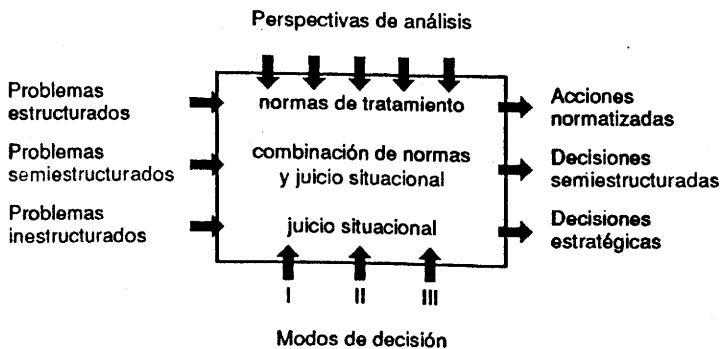 Perspectivas de análisis
Problemas
estructurados
normas de tratamiento
Acciones
normatizadas
Problemas
semiestructurados
combinación de normas
y juicio situacional
Decisiones
semiestructuradas
Problemas
inestructurados
juicio situacional
Decisiones
estratégicas
I II III
Modos de decisión